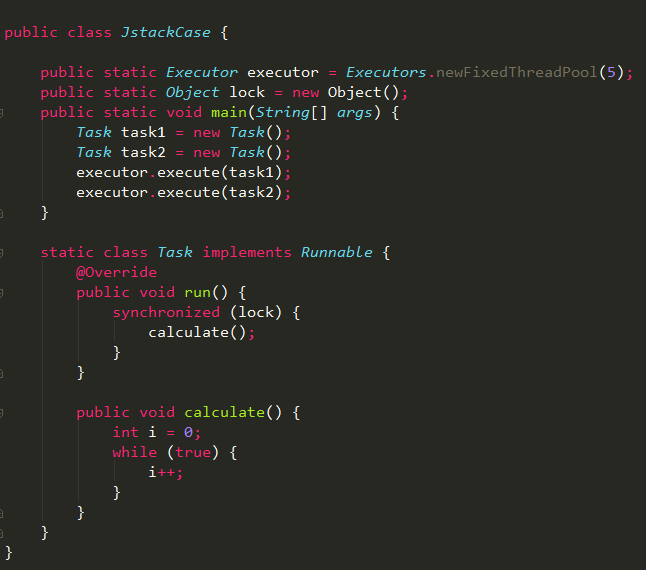 public class JstackCase {
public static Executor executor = Executors.newFixedThreadPool(5);
public static Object lock = new Object();
public static void main(String[] args) {
Task task1 = new Task();
Task task2 = new Task();
executor.execute(task1);
executor.execute(task2);
}
static class Task implements Runnable {
@Override
public void run() {
synchronized (lock) {
calculate();
}
}
public void calculate() {
int i = 0;
while (true) {
i++;
}
}
}
}